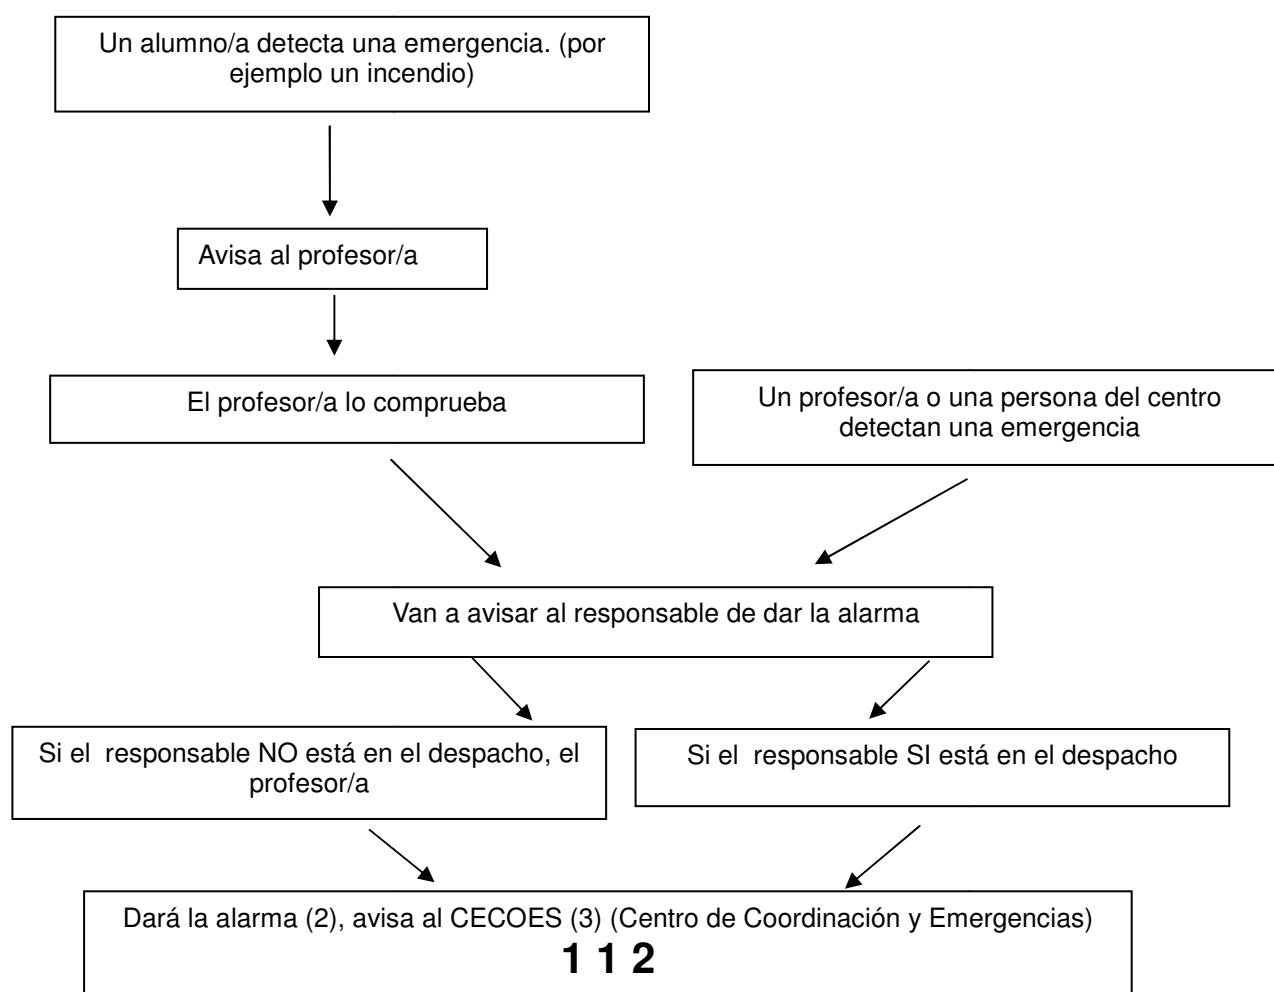 Un alumno/a detecta una emergencia. (por
ejemplo un incendio)
Avisa al profesor/a
El profesor/a lo comprueba
Un profesor/a o una persona del centro
detectan una emergencia
Van a avisar al responsable de dar la alarma
Si el  responsable NO está en el despacho, el
profesor/a
Si el  responsable SI está en el despacho
Dará la alarma (2), avisa al CECOES (3) (Centro de Coordinación y Emergencias)
1 1 2